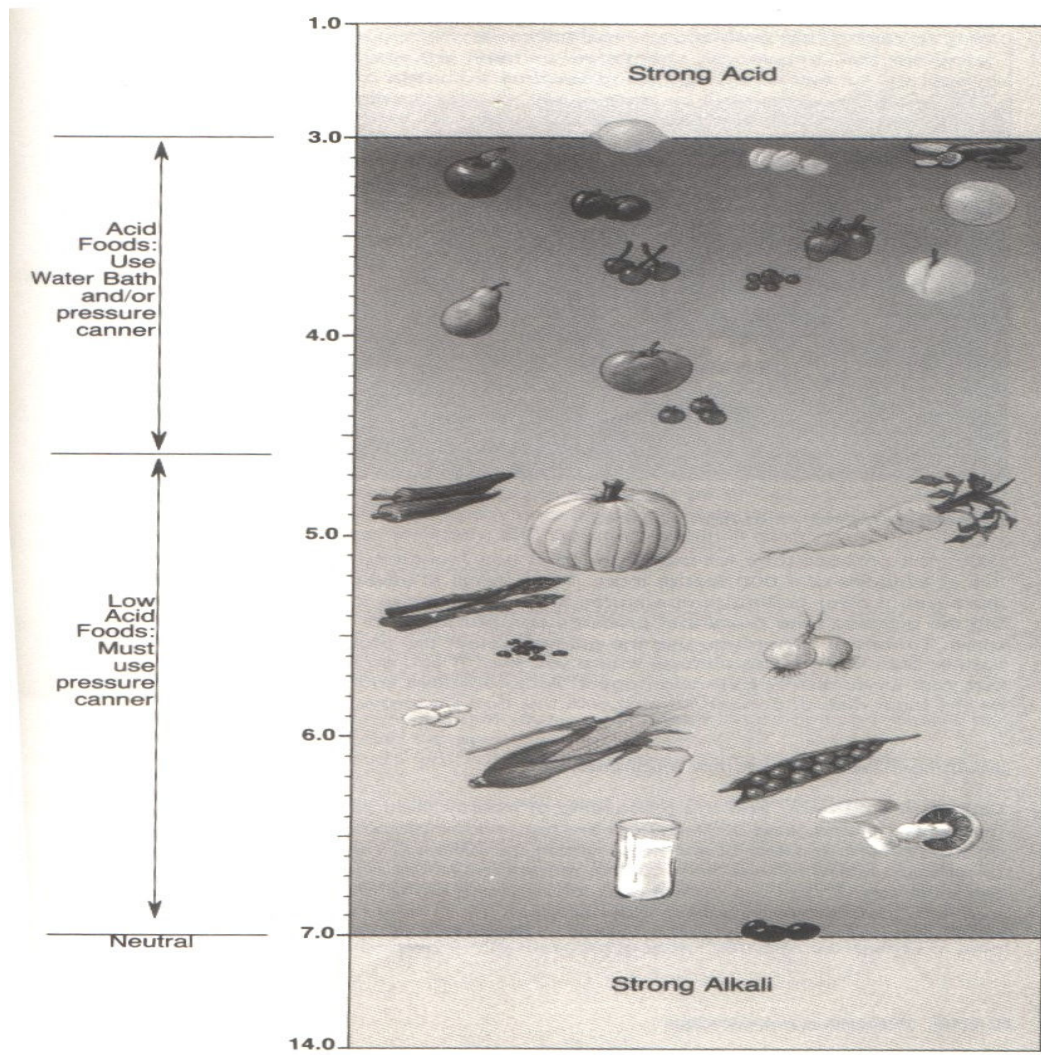 1.0
Strong Acid
3.0
Acid
Foods:
Use
Water Bath
and/or
pressure
canner
4.0
5.0
Low
Acid
Foods:
Must
use
pressure
canner
6.0
7.0
Neutral
Strong Alkali
14.0